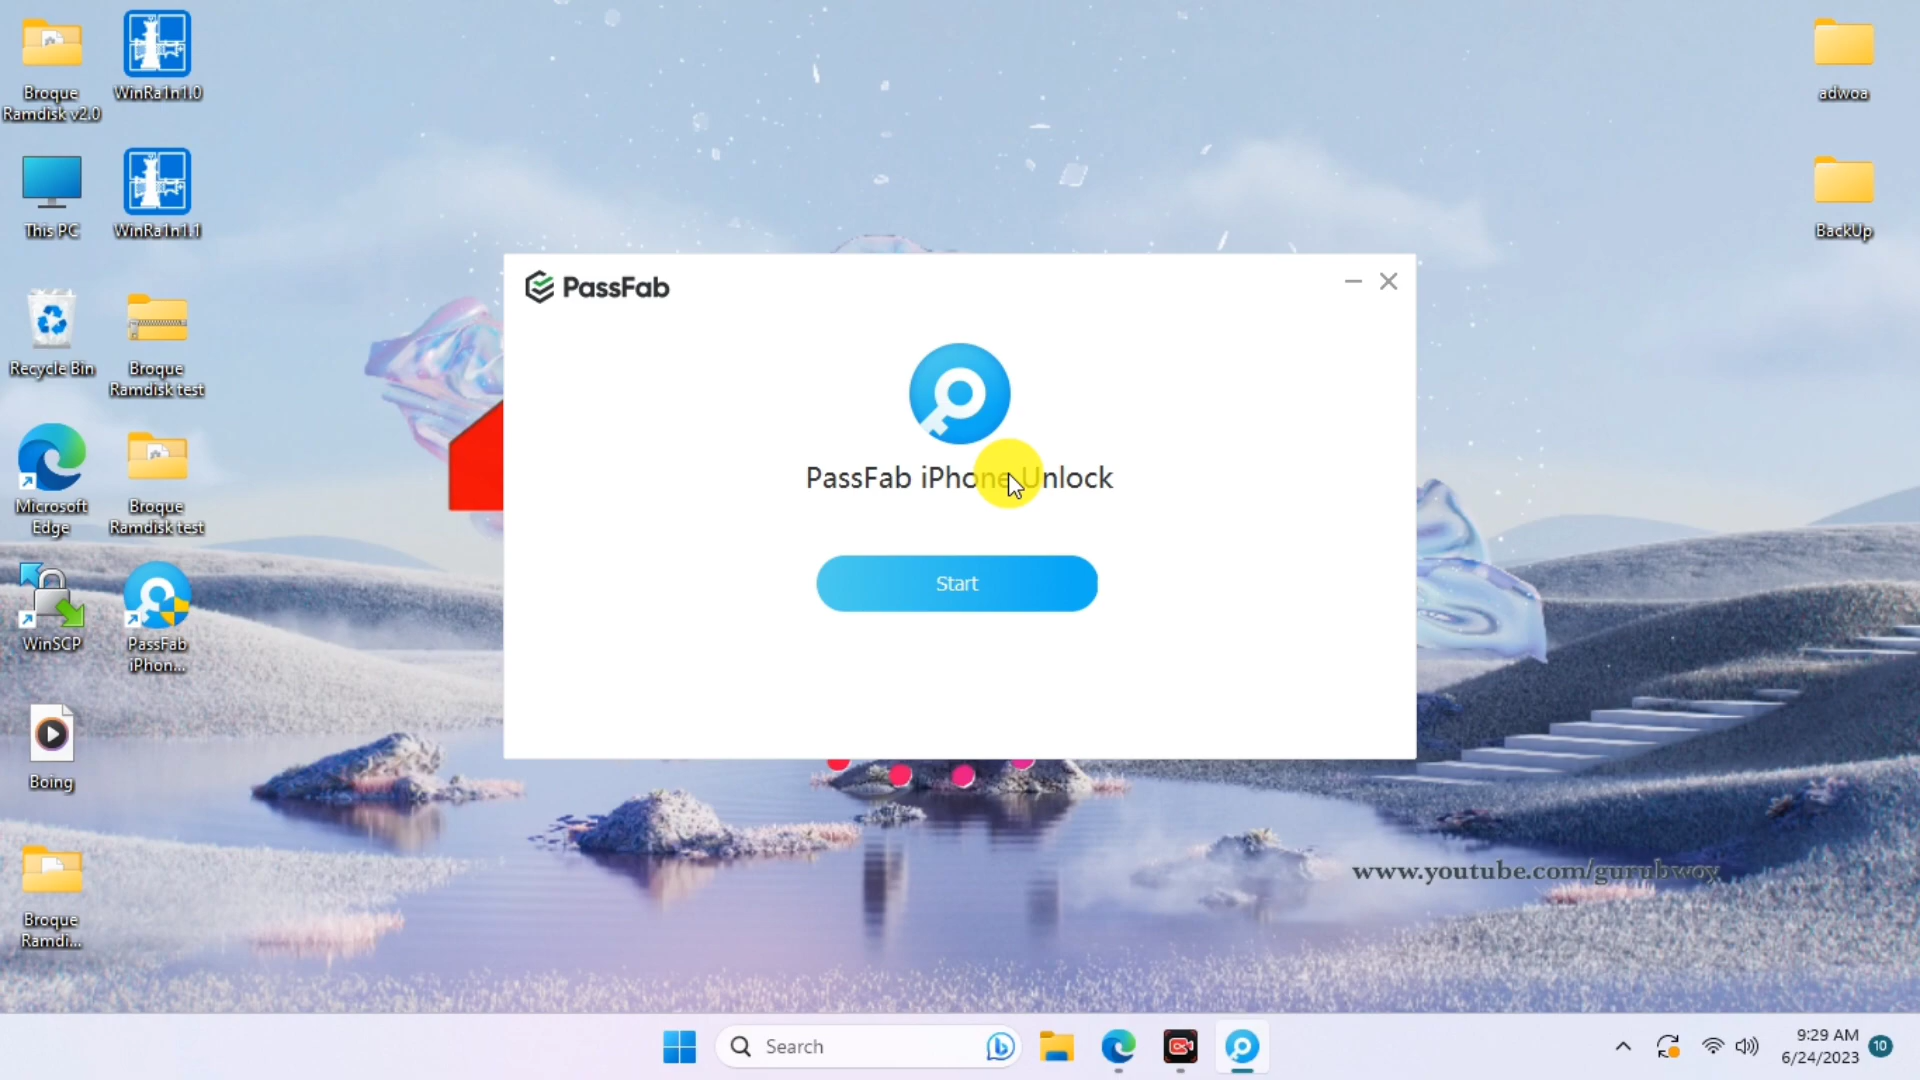 Broque
Ramdisk v2.0
WinRa1n1.0
adwoa
This PC
WinRa1n1.1
BackUp
PassFab
Recycle Bin
Broque
Ramdisk test
PassFab iPhone Unlock
Microsoft
Edge
Broque
Ramdisk test
Start
WinSCP
PassFab
iPhon...
Boing
www.youtube.com/gurubwoy
Broque
Ramdi...
Search
9:29 AM
6/24/2023
10